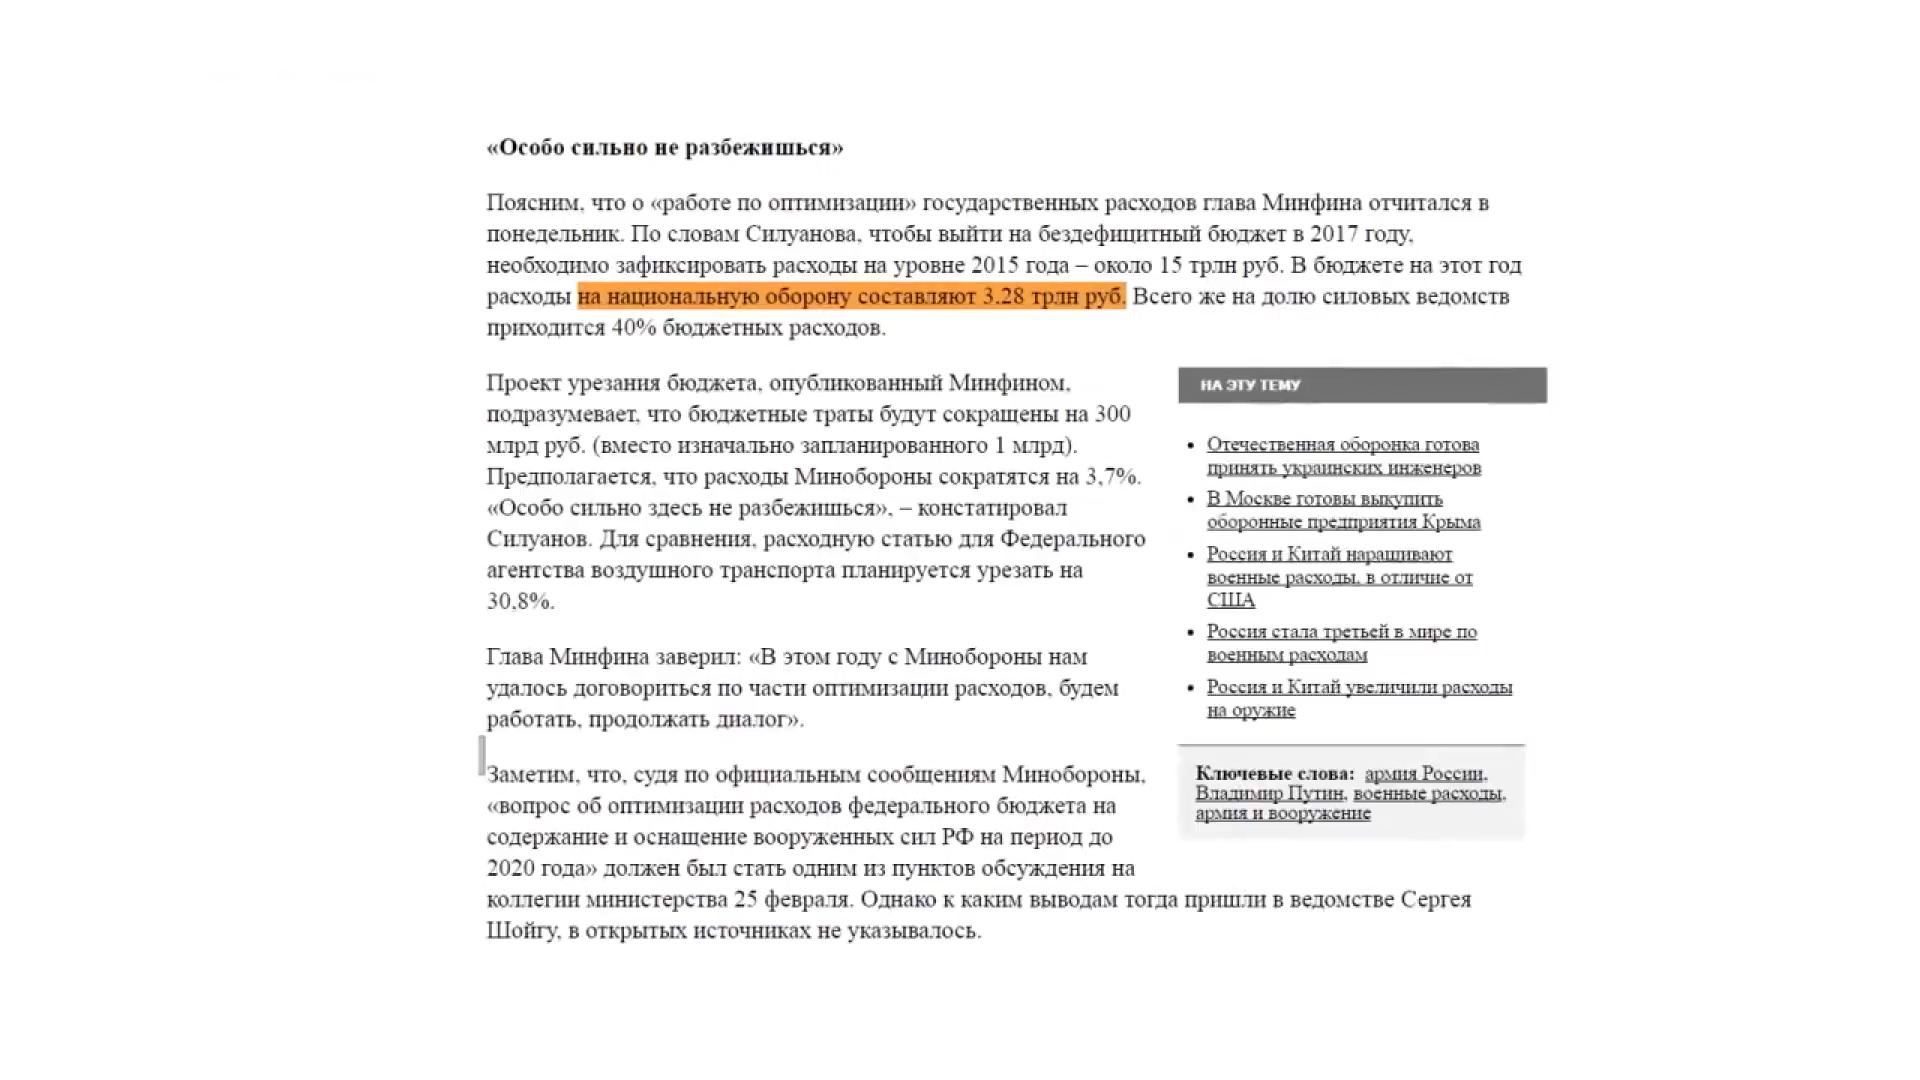 «Особо сильно не разбежишься»
Поясним, что о «работе по оптимизации» государственных расходов глава Минфина отчитался в
понедельник. По словам Силуанова, чтобы выйти на бездефицитный бюджет в 2017 году,
необходимо зафиксировать расходы на уровне 2015 года – около 15 трлн руб. В бюджете на этот год
расходы на национальную оборону составляют 3.28 трлн руб. Всего же на долю силовых ведомств
приходится 40% бюджетных расходов.
Проект урезания бюджета, опубликованный Минфином,
подразумевает, что бюджетные траты будут сокращены на 300
млрд руб. (вместо изначально запланированного 1 млрд).
Предполагается, что расходы Минобороны сократятся на 3,7%.
«Особо сильно здесь не разбежишься», – констатировал
Силуанов. Для сравнения, расходную статью для Федерального
агентства воздушного транспорта планируется урезать на
30,8%.
Глава Минфина заверил: «В этом году с Минобороны нам
удалось договориться по части оптимизации расходов, будем
работать, продолжать диалог».
Заметим, что, судя по официальным сообщениям Минобороны,
«вопрос об оптимизации расходов федерального бюджета на
содержание и оснащение вооруженных сил РФ на период до
2020 года» должен был стать одним из пунктов обсуждения на
коллегии министерства 25 февраля. Однако к каким выводам тогда пришли в ведомстве Сергея
Шойгу, в открытых источниках не указывалось.
НА ЭТУ ТЕМУ
Отечественная оборонка готова
принять украинских инженеров
В Москве готовы выкупить
оборонные предприятия Крыма
Россия и Китай наращивают
военные расходы, в отличие от
США
Россия стала третьей в мире по
военным расходам
Россия и Китай увеличили расходы
на оружие
Ключевые слова: армия России,
Владимир Путин, военные расходы,
армия и вооружение